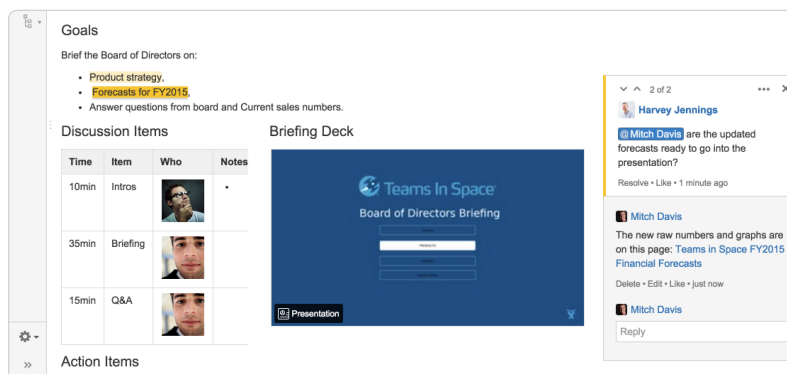 Goals
Brief the Board of Directors on:
• Product strategy,
• Forecasts for FY2015,
• Answer questions from board and Current sales numbers.
Discussion Items
Time Item Who Notes
10min Intros •
35min Briefing
15min Q&A
Action Items
Briefing Deck
Teams In Space
Board of Directors Briefing
PRODUCTS
Presentation
2 of 2
Harvey Jennings
@Mitch Davis are the updated
forecasts ready to go into the
presentation?
Resolve • Like • 1 minute ago
Mitch Davis
The new raw numbers and graphs are
on this page: Teams in Space FY2015
Financial Forecasts
Delete • Edit • Like • just now
Mitch Davis
Reply